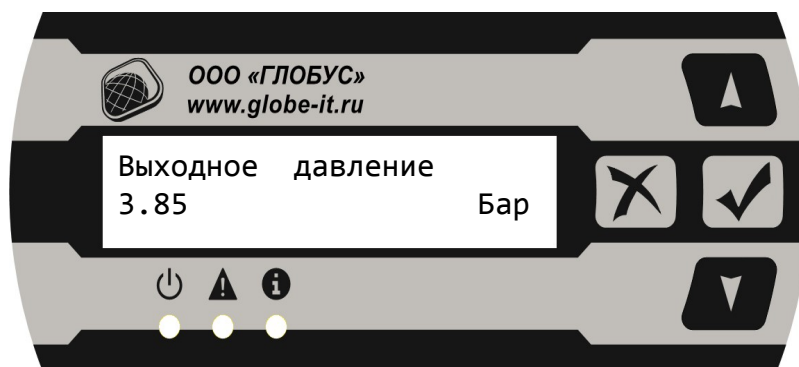 ООО «ГЛОБУС»
www.globe-it.ru
Выходное давление
3.85 Бар